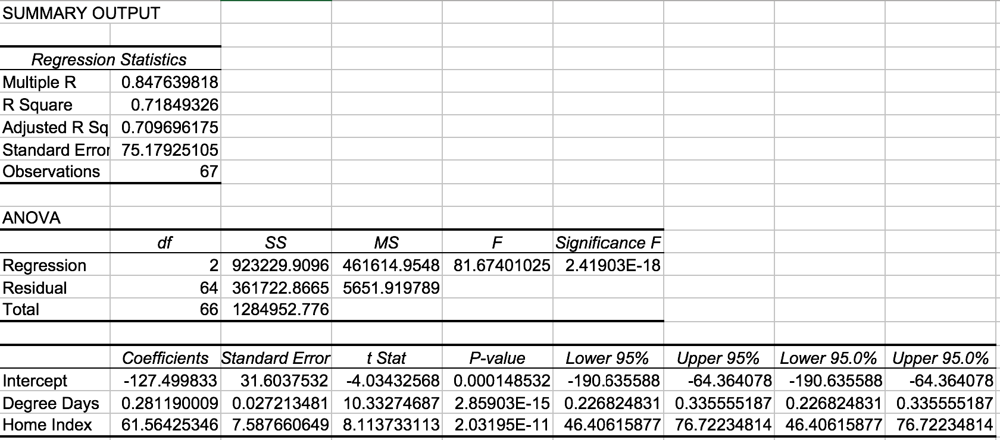 SUMMARY OUTPUT
Regression Statistics
Multiple R 0.847639818
R Square 0.71849326
Adjusted R Sq 0.709696175
Standard Error 75.17925105
Observations 67
ANOVA
df SS MS F Significance F
Regression 2 923229.9096 461614.9548 81.67401025 2.41903E-18
Residual 64 361722.8665 5651.919789
Total 66 1284952.776
Coefficients Standard Error t Stat P-value Lower 95% Upper 95% Lower 95.0% Upper 95.0%
Intercept -127.499833 31.6037532 -4.03432568 0.000148532 -190.635588 -64.364078 -190.635588 -64.364078
Degree Days 0.281190009 0.027213481 10.33274687 2.85903E-15 0.226824831 0.335555187 0.226824831 0.335555187
Home Index 61.56425346 7.587660649 8.113733113 2.03195E-11 46.40615877 76.72234814 46.40615877 76.72234814